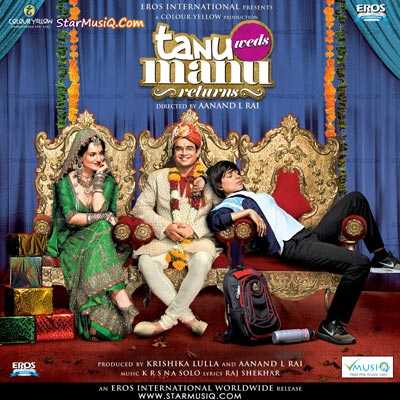 EROS INTERNATIONAL PRESENTS
A COLOUR YELLOW PRODUCTION
COLOUR YELLOW
StarMusiQ.Com
EROS
tanu weds
manu
returns
DIRECTED BY AANAND L RAI
PRODUCED BY KRISHIKA LULLA AND AANAND L RAI
MUSIC K R S N A SOLO LYRICS RAJ SHEKHAR
EROS
VMUSIQ
AN EROS INTERNATIONAL WORLDWIDE RELEASE
WWW.STARMUSIQ.COM